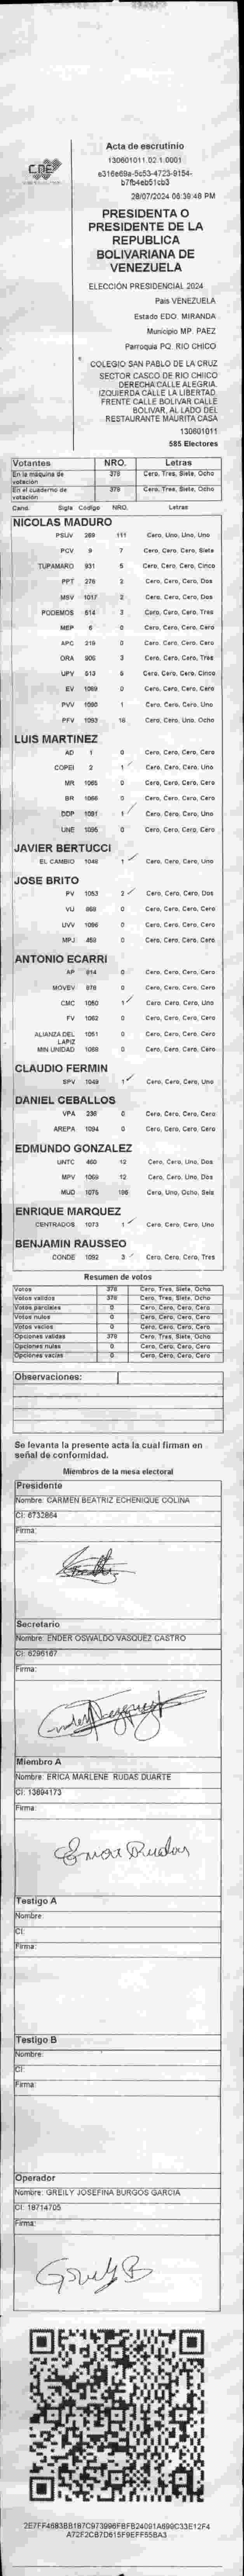 CNE
Acta de escrutinio
130601011.02.1.0001
e316e69a-5c53-4723-9154-
b7fb4eb51cb3
28/07/2024 06:39:48 PM
PRESIDENTA O
PRESIDENTE DE LA
REPUBLICA
BOLIVARIANA DE
VENEZUELA
ELECCIÓN PRESIDENCIAL 2024
País VENEZUELA
Estado EDO. MIRANDA
Municipio MP. PAEZ
Parroquia PQ. RIO CHICO
COLEGIO SAN PABLO DE LA CRUZ
SECTOR CASCO DE RIO CHICO
DERECHA CALLE ALEGRIA.
IZQUIERDA CALLE LA LIBERTAD.
FRENTE CALLE BOLIVAR CALLE
BOLIVAR, AL LADO DEL
RESTAURANTE MAURITA CASA
130601011
585 Electores
Votantes NRO. Letras
En la máquina de votación 378 Cero, Tres, Siete, Ocho
En el cuaderno de votación 378 Cero, Tres, Siete, Ocho
Cand. Sigla Código NRO. Letras
NICOLAS MADURO
PSUV 269 111 Cero, Uno, Uno, Uno
PCV 9 7 Cero, Cero, Cero, Siete
TUPAMARO 931 5 Cero, Cero, Cero, Cinco
PPT 276 2 Cero, Cero, Cero, Dos
MSV 1017 2 Cero, Cero, Cero, Dos
PODEMOS 514 3 Cero, Cero, Cero, Tres
MEP 6 0 Cero, Cero, Cero, Cero
APC 219 0 Cero, Cero, Cero, Cero
ORA 906 3 Cero, Cero, Cero, Tres
UPV 513 5 Cero, Cero, Cero, Cinco
EV 1089 0 Cero, Cero, Cero, Cero
PVV 1090 1 Cero, Cero, Cero, Uno
PFV 1093 18 Cero, Cero, Uno, Ocho
LUIS MARTINEZ
AD 1 0 Cero, Cero, Cero, Cero
COPEI 2 1 Cero, Cero, Cero, Uno
MR 1065 0 Cero, Cero, Cero, Cero
BR 1066 0 Cero, Cero, Cero, Cero
DDP 1091 1 Cero, Cero, Cero, Uno
UNE 1095 0 Cero, Cero, Cero, Cero
JAVIER BERTUCCI
EL CAMBIO 1048 1 Cero, Cero, Cero, Uno
JOSE BRITO
PV 1053 2 Cero, Cero, Cero, Dos
VU 868 0 Cero, Cero, Cero, Cero
UVV 1096 0 Cero, Cero, Cero, Cero
MPJ 459 0 Cero, Cero, Cero, Cero
ANTONIO ECARRI
AP 914 0 Cero, Cero, Cero, Cero
MOVEV 978 0 Cero, Cero, Cero, Cero
CMC 1050 1 Cero, Cero, Cero, Uno
FV 1062 0 Cero, Cero, Cero, Cero
ALIANZA DEL LAPIZ 1051 0 Cero, Cero, Cero, Cero
MIN UNIDAD 1069 0 Cero, Cero, Cero, Cero
CLAUDIO FERMIN
SPV 1049 1 Cero, Cero, Cero, Uno
DANIEL CEBALLOS
VPA 238 0 Cero, Cero, Cero, Cero
AREPA 1094 0 Cero, Cero, Cero, Cero
EDMUNDO GONZALEZ
UNTC 460 12 Cero, Cero, Uno, Dos
MPV 1069 12 Cero, Cero, Uno, Dos
MUD 1075 186 Cero, Uno, Ocho, Seis
ENRIQUE MARQUEZ
CENTRADOS 1073 1 Cero, Cero, Cero, Uno
BENJAMIN RAUSSEO
CONDE 1092 3 Cero, Cero, Cero, Tres
Resumen de votos
Votos 378 Cero, Tres, Siete, Ocho
Votos validos 378 Cero, Tres, Siete, Ocho
Votos parciales 0 Cero, Cero, Cero, Cero
Votos nulos 0 Cero, Cero, Cero, Cero
Votos vacios 0 Cero, Cero, Cero, Cero
Opciones validas 378 Cero, Tres, Siete, Ocho
Opciones nulas 0 Cero, Cero, Cero, Cero
Opciones vacias 0 Cero, Cero, Cero, Cero
Observaciones:
Se levanta la presente acta la cual firman en
señal de conformidad.
Miembros de la mesa electoral
Presidente
Nombre: CARMEN BEATRIZ ECHENIQUE COLINA
CI: 6732864
Firma:
Secretario
Nombre: ENDER OSWALDO VASQUEZ CASTRO
CI: 6296167
Firma:
Miembro A
Nombre: ERICA MARLENE RUDAS DUARTE
CI: 13894173
Firma:
Testigo A
Nombre:
CI:
Firma:
Testigo B
Nombre:
CI:
Firma:
Operador
Nombre: GREILY JOSEFINA BURGOS GARCIA
CI: 18714705
Firma:
Greily B
2E7FF4683BB187C973996FBFB24091A699C33E12F4
A72F2CB7D615F9EFF55BA3